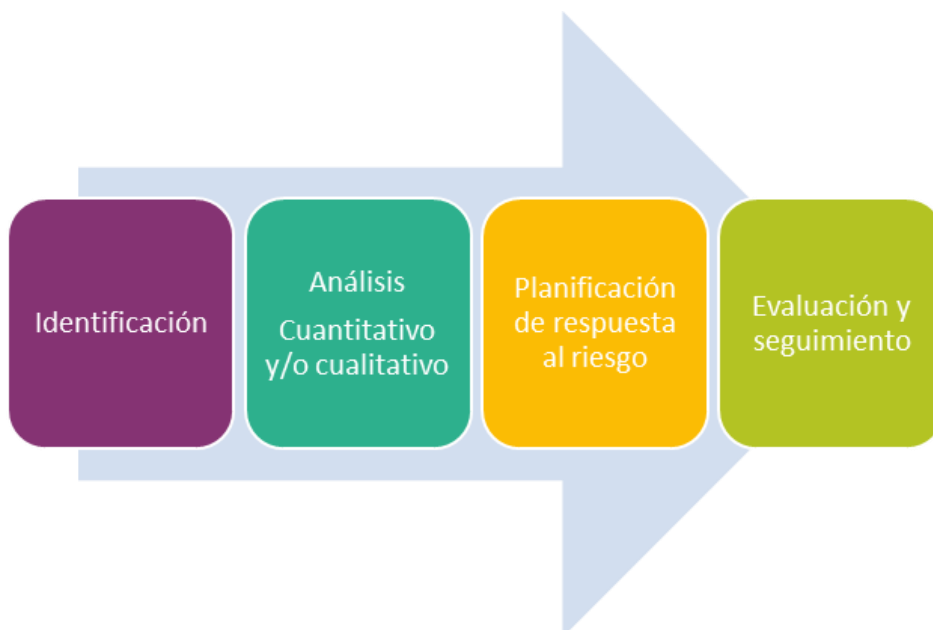 Identificación
Análisis
Cuantitativo
y/o cualitativo
Planificación
de respuesta
al riesgo
Evaluación y
seguimiento